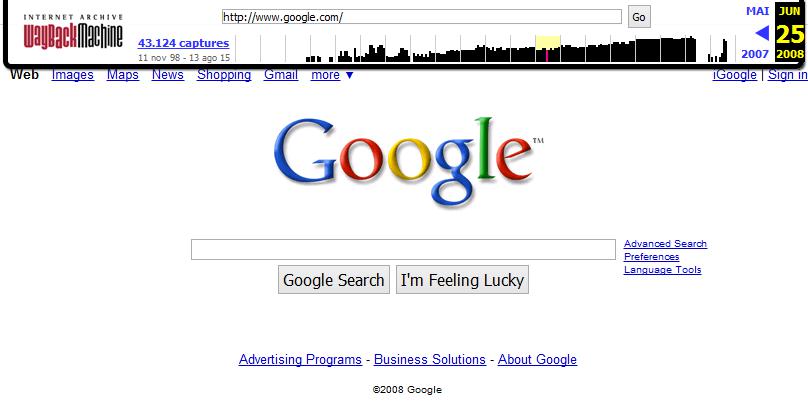 INTERNET ARCHIVE
WayBackMachine
http://www.google.com/ Go
43.124 captures
11 nov 98 - 13 ago 15
MAI JUN
25
2007 2008
Web Images Maps News Shopping Gmail more ▼ iGoogle | Sign in
Google™
Advanced Search
Preferences
Language Tools
Google Search I'm Feeling Lucky
Advertising Programs - Business Solutions - About Google
©2008 Google